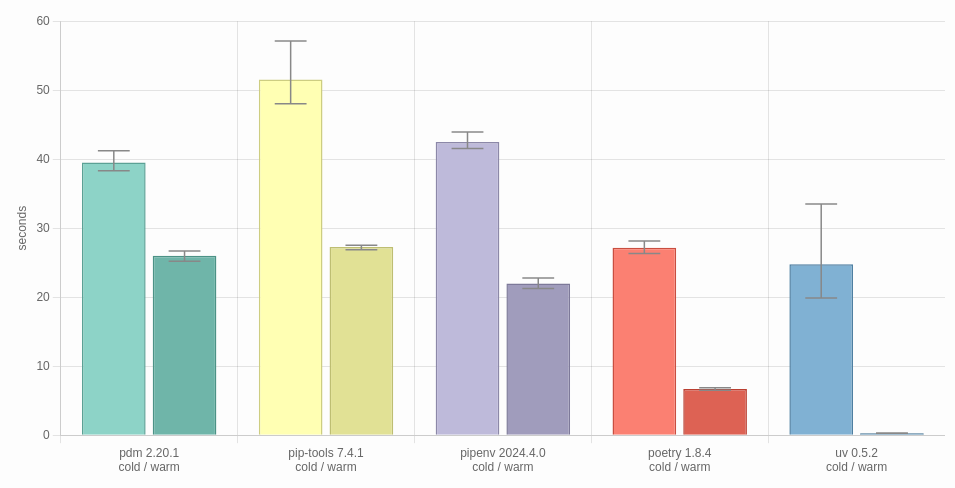 60
50
40
30
20
10
0
seconds
pdm 2.20.1
cold / warm
pip-tools 7.4.1
cold / warm
pipenv 2024.4.0
cold / warm
poetry 1.8.4
cold / warm
uv 0.5.2
cold / warm